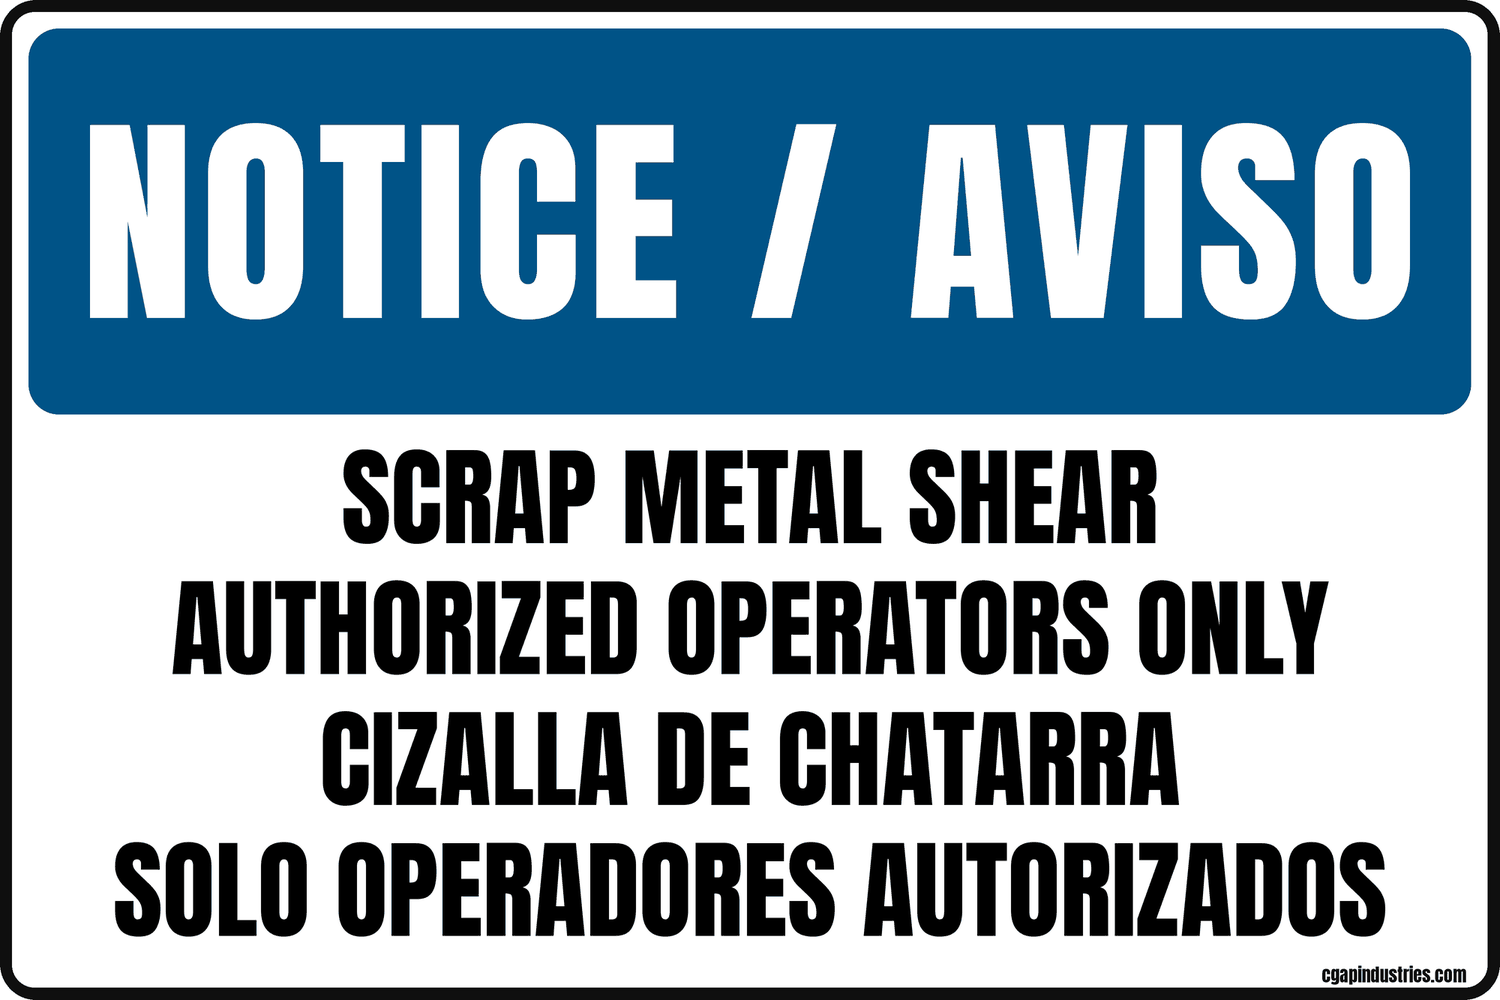 NOTICE / AVISO
SCRAP METAL SHEAR
AUTHORIZED OPERATORS ONLY
CIZALLA DE CHATARRA
SOLO OPERADORES AUTORIZADOS
cgapindustries.com